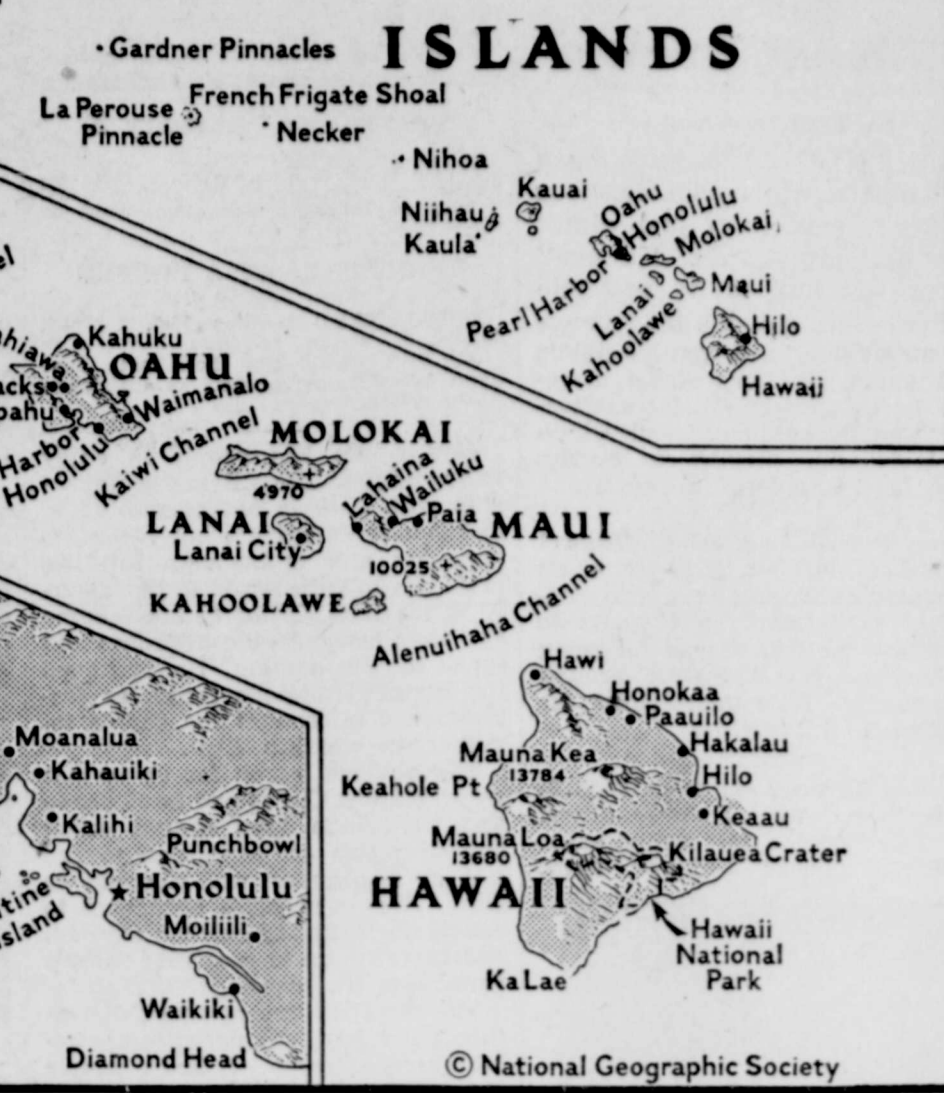 ISLANDS
Gardner Pinnacles
French Frigate Shoal
La Perouse
Pinnacle
Necker
Nihoa
Kauai
Niihau
Kaula
Oahu
Honolulu
Molokai
Pearl Harbor
Lanai
Kahoolawe
Maui
Hilo
Hawaii
Kahuku
OAHU
Waimanalo
Harbor
Honolulu
Kaiwi Channel
MOLOKAI
4970
Lahaina
Wailuku
Paia
MAUI
LANAI
Lanai City
10025
KAHOOLAWE
Alenuihaha Channel
Hawi
Honokaa
Paauilo
Hakalau
Mauna Kea
13784
Hilo
Keahole Pt
Keaau
Mauna Loa
13680
Kilauea Crater
HAWAII
Hawaii
National
Park
Ka Lae
Moanalua
Kahauiki
Kalihi
Punchbowl
Honolulu
Moiliili
Waikiki
Diamond Head
© National Geographic Society